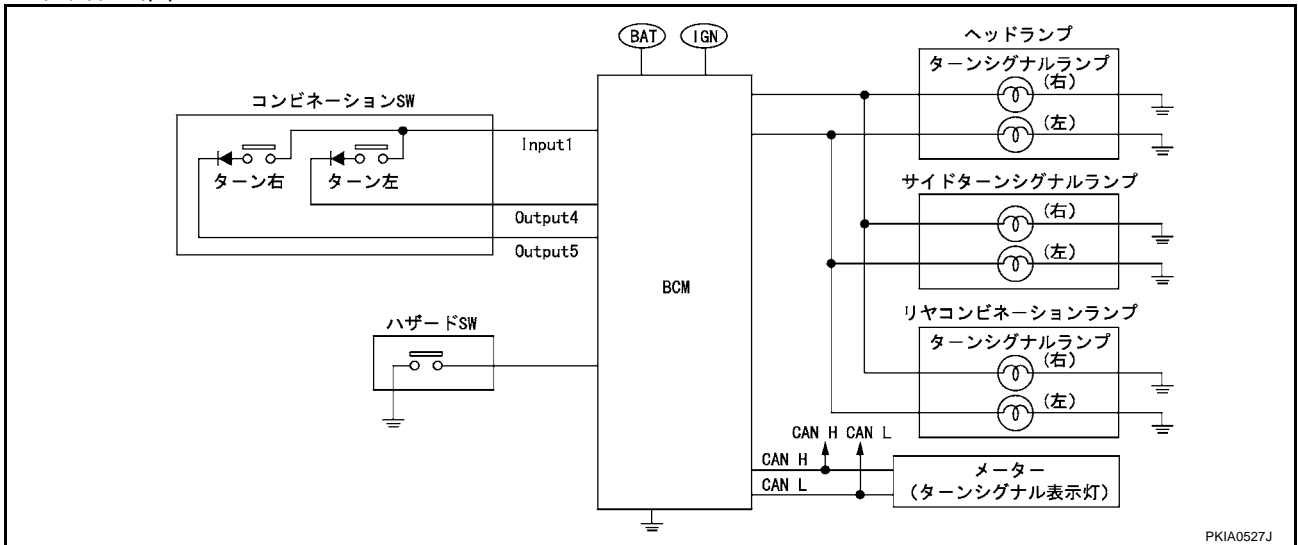 BAT
IGN
ヘッドランプ
ターンシグナルランプ
(右)
(左)
コンビネーションSW
Input1
ターン右
ターン左
Output4
Output5
サイドターンシグナルランプ
(右)
(左)
BCM
ハザードSW
リヤコンビネーションランプ
ターンシグナルランプ
(右)
(左)
CAN H CAN L
CAN H
CAN L
メーター
(ターンシグナル表示灯)
PKIA0527J